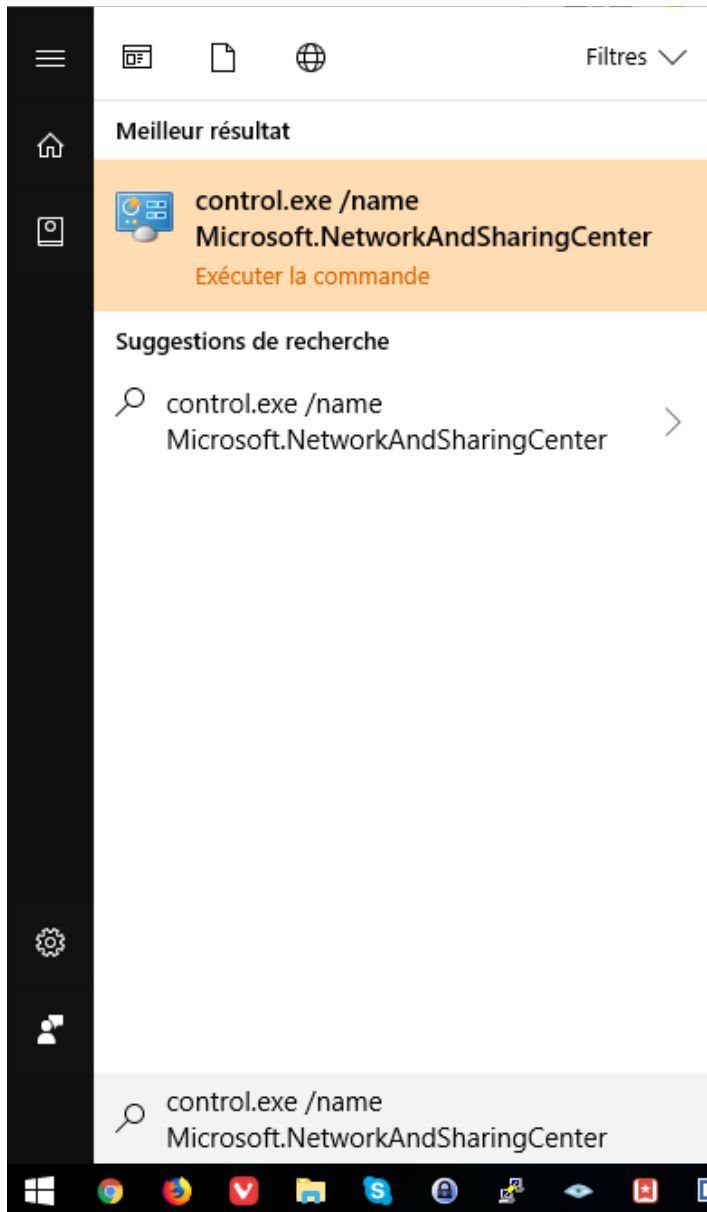 Filtres
Meilleur résultat
control.exe /name
Microsoft.NetworkAndSharingCenter
Exécuter la commande
Suggestions de recherche
control.exe /name
Microsoft.NetworkAndSharingCenter
control.exe /name
Microsoft.NetworkAndSharingCenter